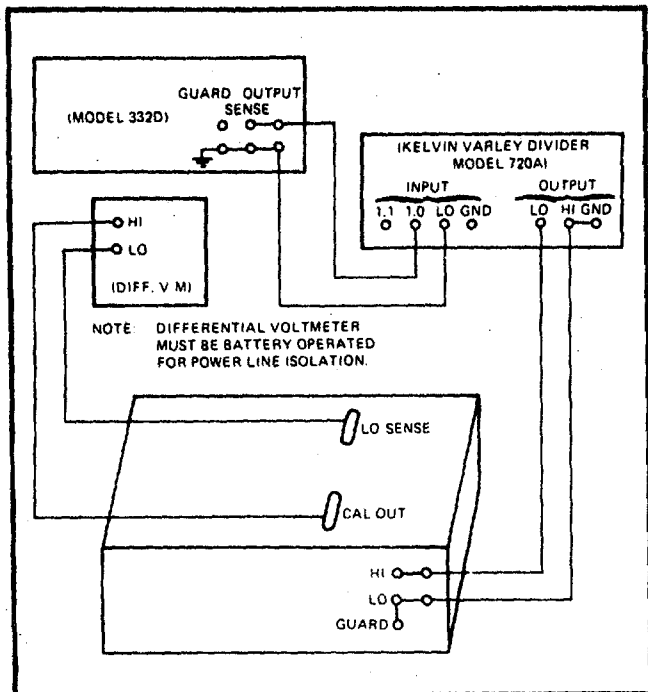 GUARD OUTPUT
SENSE
(MODEL 332D)
(KELVIN VARLEY DIVIDER
MODEL 720A)
INPUT
OUTPUT
1.1 1.0 LO GND
LO HI GND
HI
LO
(DIFF. V M)
NOTE: DIFFERENTIAL VOLTMETER
MUST BE BATTERY OPERATED
FOR POWER LINE ISOLATION.
LO SENSE
CAL OUT
HI
LO
GUARD